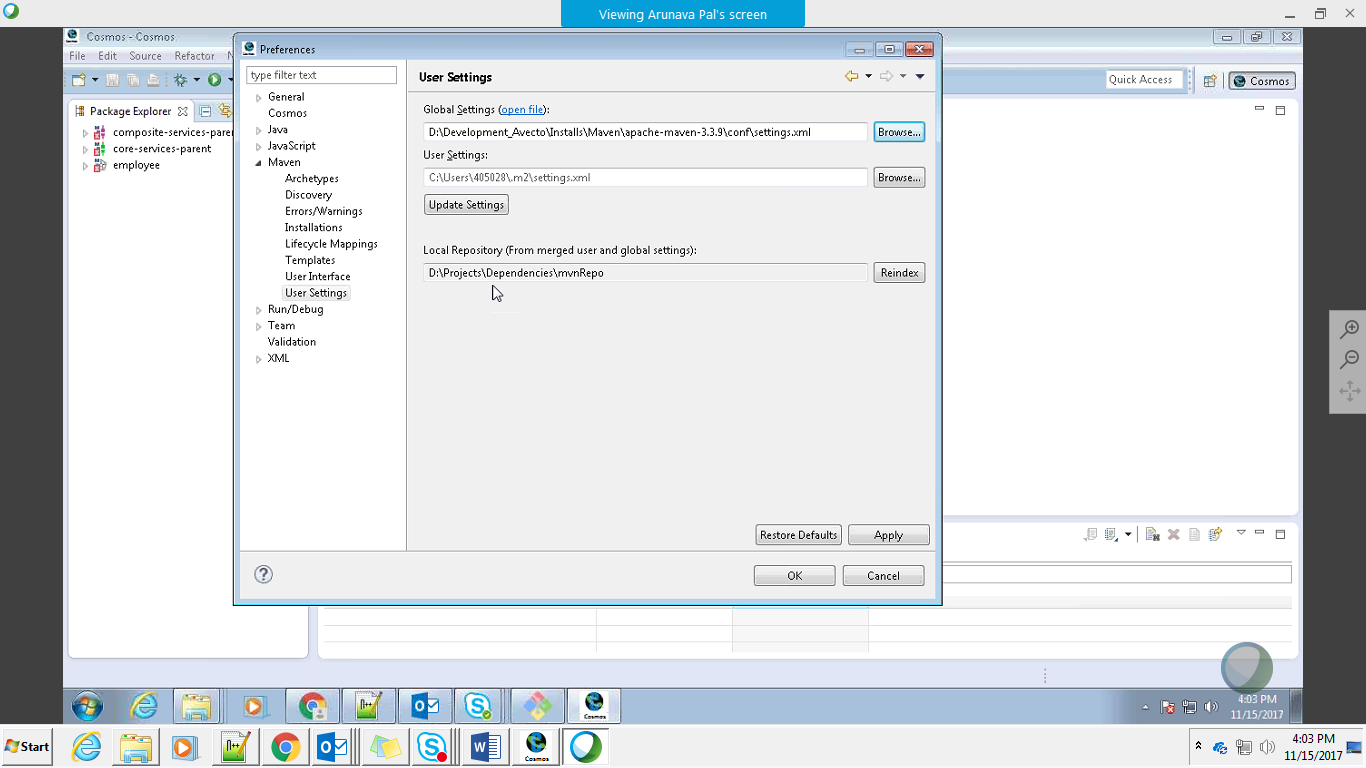 Viewing Arunava Pal's screen
Cosmos - Cosmos
File Edit Source Refactor N
Quick Access
Cosmos
Package Explorer
composite-services-paren
core-services-parent
employee
Preferences
type filter text
General
Cosmos
Java
JavaScript
Maven
Archetypes
Discovery
Errors/Warnings
Installations
Lifecycle Mappings
Templates
User Interface
User Settings
Run/Debug
Team
Validation
XML
User Settings
Global Settings (open file):
D:\Development_Avecto\Installs\Maven\apache-maven-3.3.9\conf\settings.xml Browse...
User Settings:
C:\Users\405028\.m2\settings.xml Browse...
Update Settings
Local Repository (From merged user and global settings):
D:\Projects\Dependencies\mvnRepo Reindex
Restore Defaults Apply
OK Cancel
Cosmos
4:03 PM
11/15/2017
Start
Cosmos
4:03 PM
11/15/2017